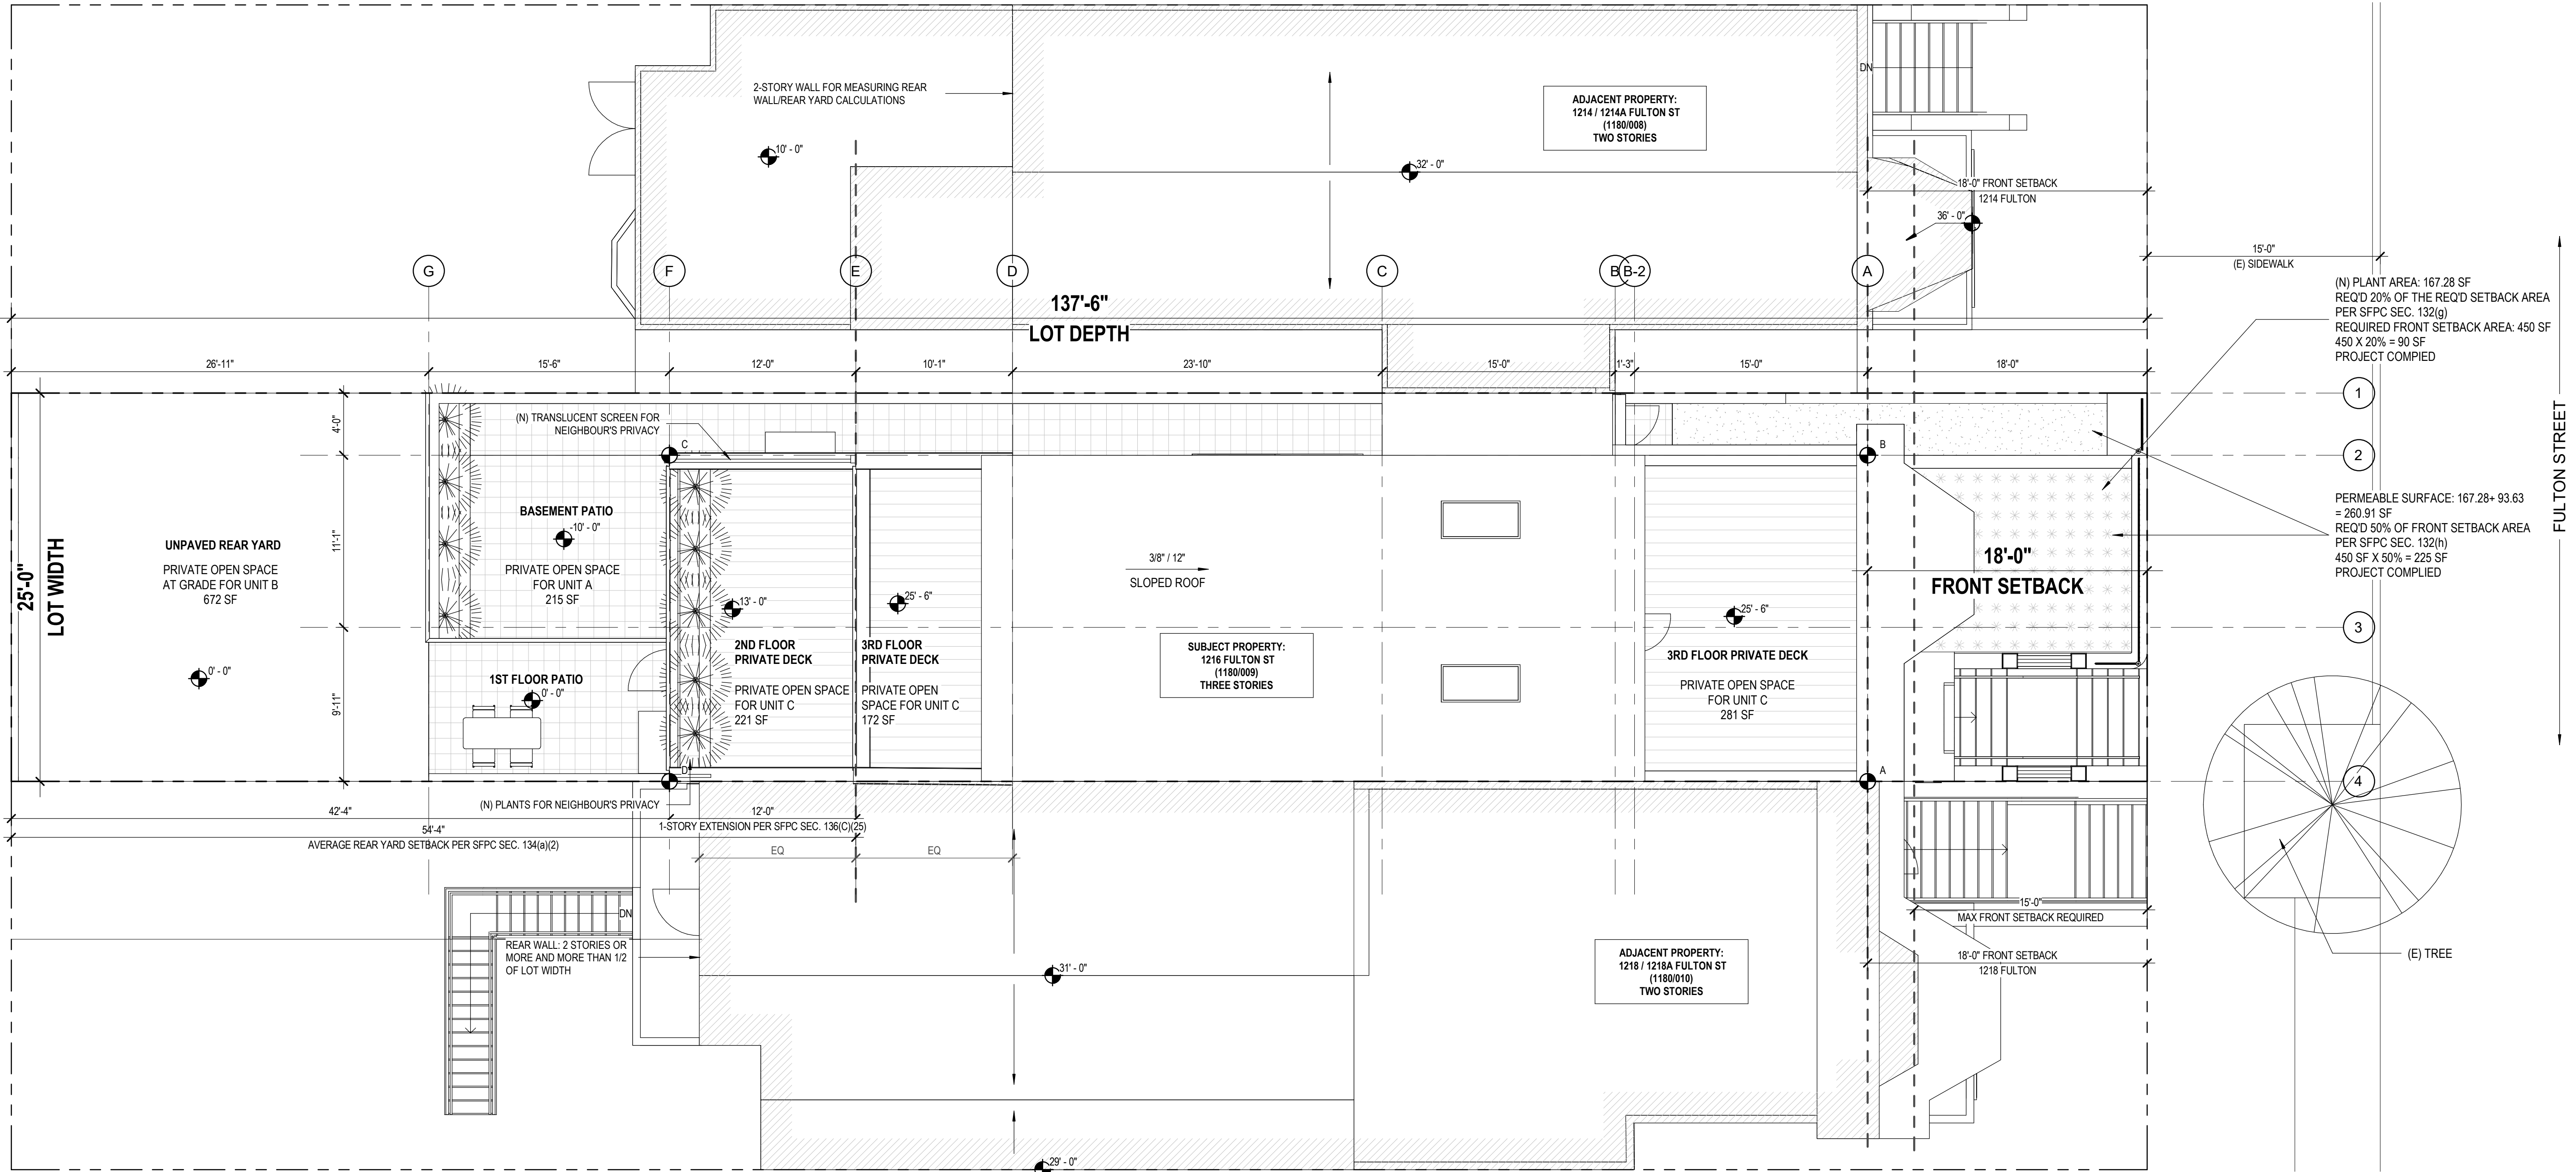 2-STORY WALL FOR MEASURING REAR
WALL/REAR YARD CALCULATIONS
10' - 0"
ADJACENT PROPERTY:
1214 / 1214A FULTON ST
(1180/008)
TWO STORIES
32' - 0"
DN
18'-0" FRONT SETBACK
1214 FULTON
36' - 0"
15'-0"
(E) SIDEWALK
G
F
E
D
C
B
B-2
A
137'-6"
LOT DEPTH
(N) PLANT AREA: 167.28 SF
REQ'D 20% OF THE REQ'D SETBACK AREA
PER SFPC SEC. 132(g)
REQUIRED FRONT SETBACK AREA: 450 SF
450 X 20% = 90 SF
PROJECT COMPIED
26'-11"
15'-6"
12'-0"
10'-1"
23'-10"
15'-0"
1'-3"
15'-0"
18'-0"
1
2
3
4
FULTON STREET
4'-0"
11'-1"
9'-11"
25'-0"
LOT WIDTH
(N) TRANSLUCENT SCREEN FOR
NEIGHBOUR'S PRIVACY
C
B
UNPAVED REAR YARD
PRIVATE OPEN SPACE
AT GRADE FOR UNIT B
672 SF
0' - 0"
BASEMENT PATIO
-10' - 0"
PRIVATE OPEN SPACE
FOR UNIT A
215 SF
1ST FLOOR PATIO
0' - 0"
13' - 0"
2ND FLOOR
PRIVATE DECK
PRIVATE OPEN SPACE
FOR UNIT C
221 SF
25' - 6"
3RD FLOOR
PRIVATE DECK
PRIVATE OPEN
SPACE FOR UNIT C
172 SF
3/8" / 12"
SLOPED ROOF
SUBJECT PROPERTY:
1216 FULTON ST
(1180/009)
THREE STORIES
25' - 6"
3RD FLOOR PRIVATE DECK
PRIVATE OPEN SPACE
FOR UNIT C
281 SF
18'-0"
FRONT SETBACK
PERMEABLE SURFACE: 167.28+ 93.63
= 260.91 SF
REQ'D 50% OF FRONT SETBACK AREA
PER SFPC SEC. 132(h)
450 SF X 50% = 225 SF
PROJECT COMPLIED
D
A
(N) PLANTS FOR NEIGHBOUR'S PRIVACY
42'-4"
12'-0"
1-STORY EXTENSION PER SFPC SEC. 136(C)(25)
54'-4"
AVERAGE REAR YARD SETBACK PER SFPC SEC. 134(a)(2)
EQ
EQ
DN
REAR WALL: 2 STORIES OR
MORE AND MORE THAN 1/2
OF LOT WIDTH
31' - 0"
ADJACENT PROPERTY:
1218 / 1218A FULTON ST
(1180/010)
TWO STORIES
15'-0"
MAX FRONT SETBACK REQUIRED
18'-0" FRONT SETBACK
1218 FULTON
(E) TREE
29' - 0"